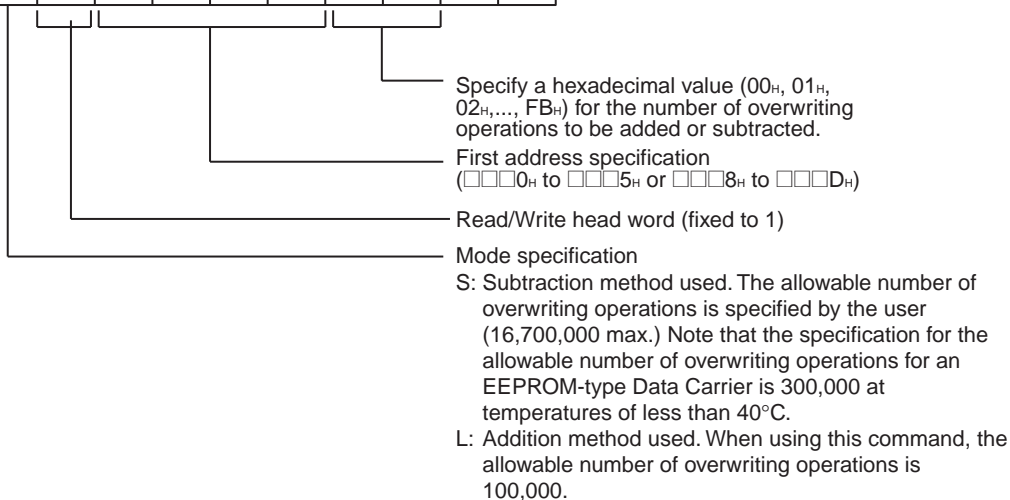 Specify a hexadecimal value (00H, 01H,
02H,..., FBH) for the number of overwriting
operations to be added or subtracted.
First address specification
(□□□0H to □□□5H or □□□8H to □□□DH)
Read/Write head word (fixed to 1)
Mode specification
S: Subtraction method used. The allowable number of
overwriting operations is specified by the user
(16,700,000 max.) Note that the specification for the
allowable number of overwriting operations for an
EEPROM-type Data Carrier is 300,000 at
temperatures of less than 40°C.
L: Addition method used. When using this command, the
allowable number of overwriting operations is
100,000.